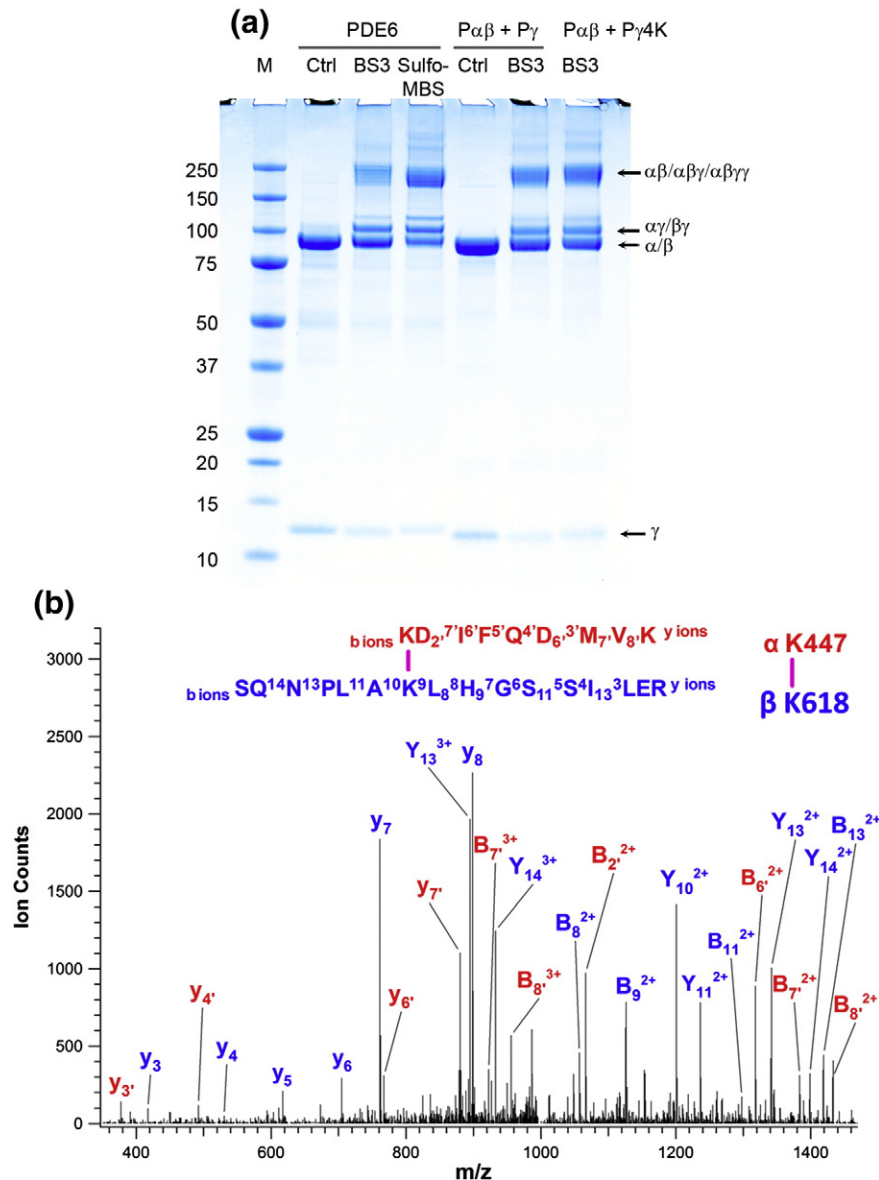 (a)
PDE6 Pαβ + Pγ Pαβ + Pγ4K
M Ctrl BS3 Sulfo-MBS Ctrl BS3 BS3
250
150
100
75
50
37
25
20
15
10
αβ/αβγ/αβγγ
αγ/βγ
α/β
γ
(b)
b ions KD2'7'I6'F5'Q4'D6'3'M7'V8'K y ions
b ions SQ14N13PL11A10K9L88H97G6S115S4I133LER y ions
α K447
β K618
Ion Counts
3000
2500
2000
1500
1000
500
0
y3'
y3
y4'
y4
y5
y6
y7
y6'
y7'
Y13 3+
y8
B7' 3+
Y14 3+
B8' 3+
B8 2+
B2' 2+
B9 2+
Y10 2+
Y11 2+
B11 2+
B6' 2+
Y13 2+
B7' 2+
Y14 2+
B13 2+
B8' 2+
400 600 800 1000 1200 1400
m/z